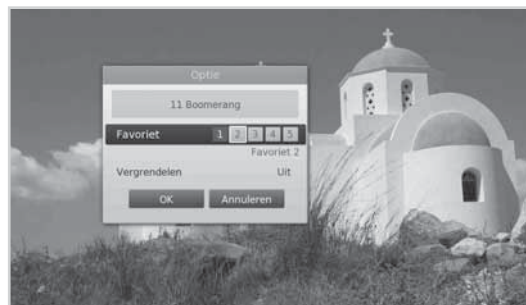 Optie
11 Boomerang
Favoriet 1 2 3 4 5
Favoriet 2
Vergrendelen Uit
OK Annuleren